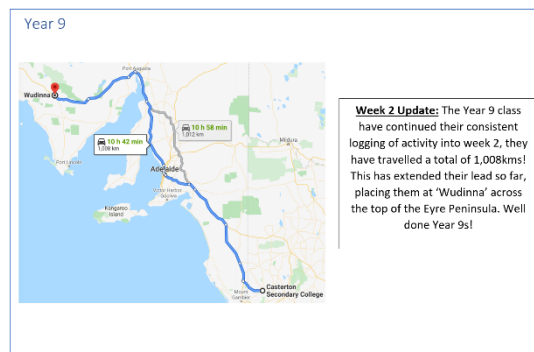 Year 9
Port Augusta
Wudinna
10 h 58 min
1,012 km
10 h 42 min
1,008 km
Mildura
Port Lincoln
Adelaide
Victor Harbor
Kangaroo
Island
Mount
Gambier
Casterton
Secondary College
Week 2 Update: The Year 9 class
have continued their consistent
logging of activity into week 2, they
have travelled a total of 1,008kms!
This has extended their lead so far,
placing them at ‘Wudinna’ across
the top of the Eyre Peninsula. Well
done Year 9s!